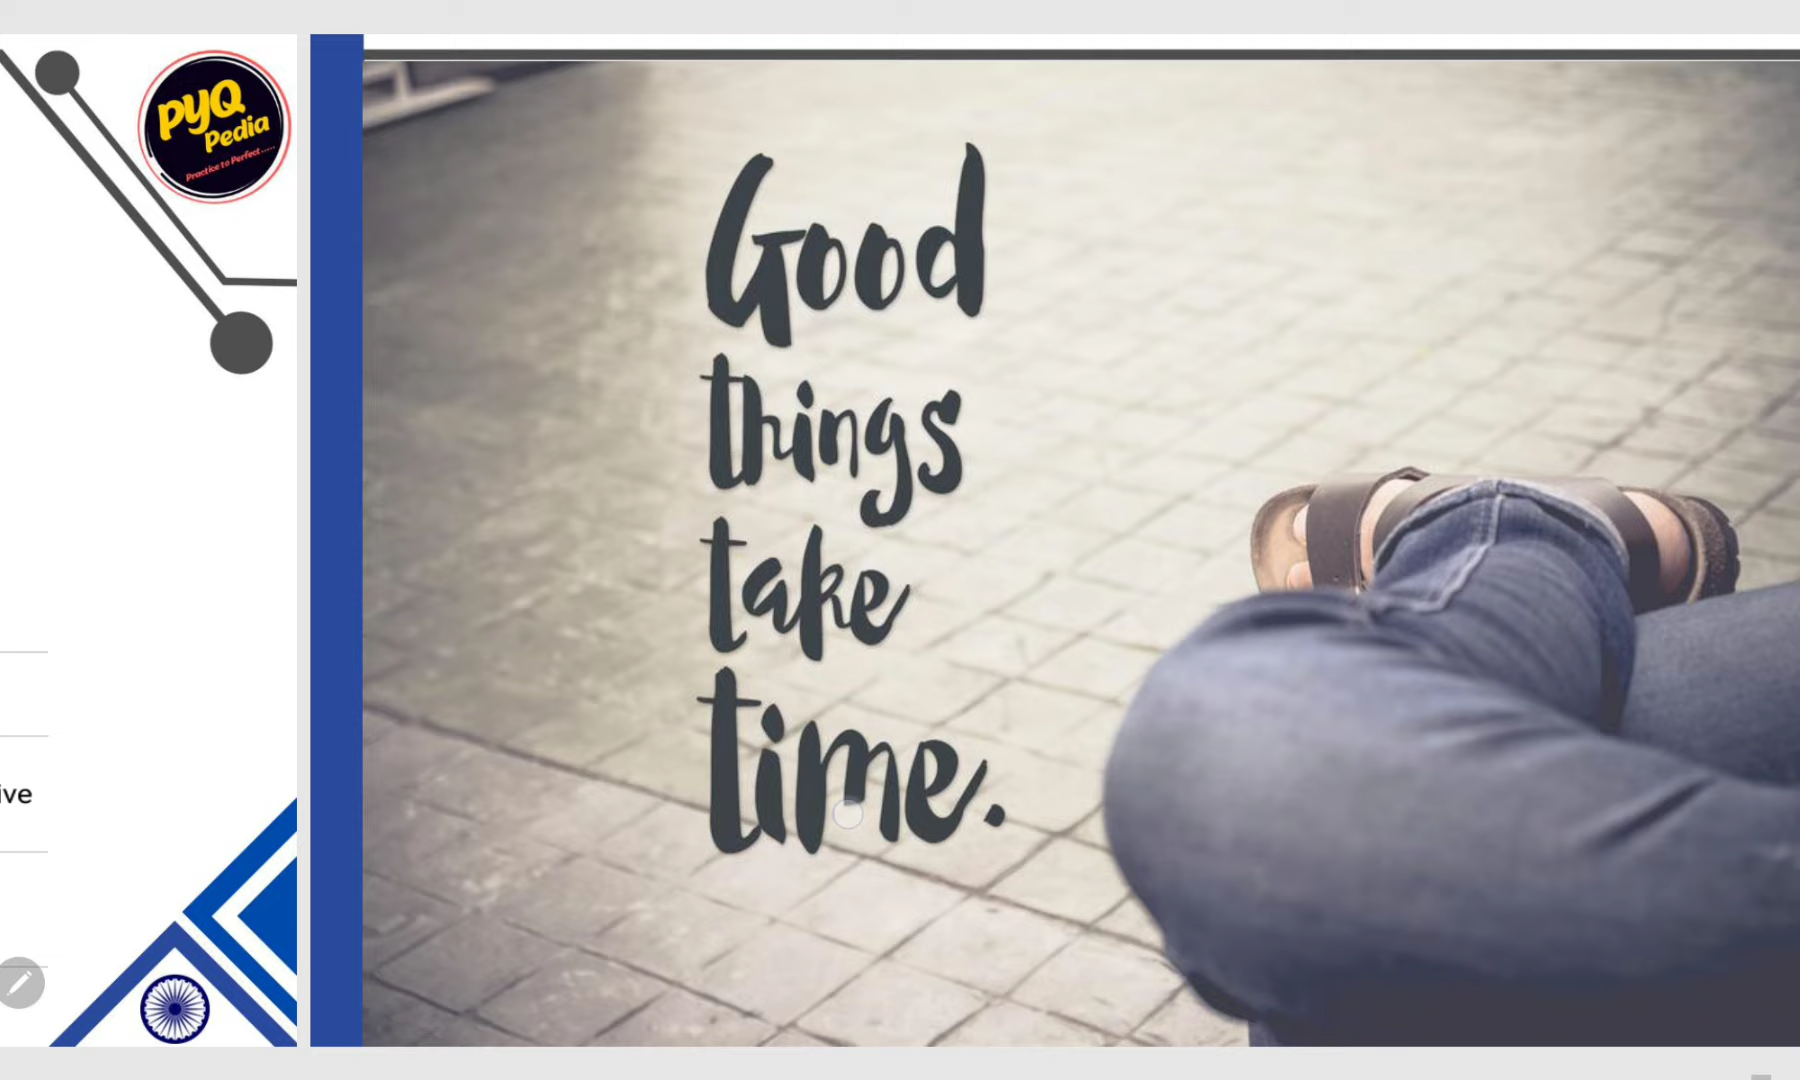 PYQ
Pedia
Practice to Perfect.....
ive
Good
things
take
time.